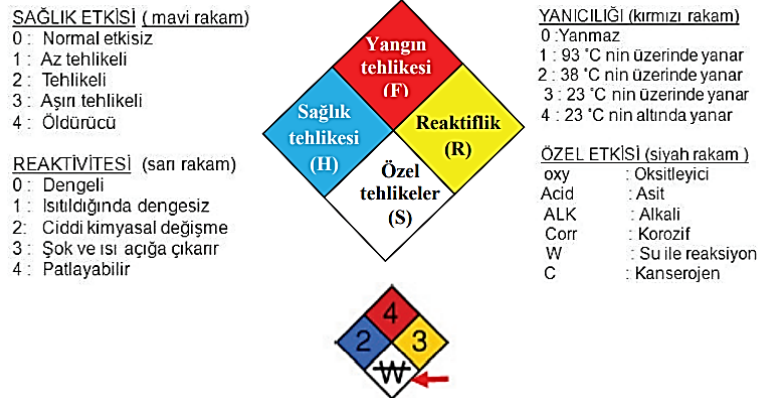 SAĞLIK ETKİSİ ( mavi rakam)
0 : Normal etkisiz
1 : Az tehlikeli
2 : Tehlikeli
3 : Aşırı tehlikeli
4 : Öldürücü
REAKTİVİTESİ (sarı rakam)
0 : Dengeli
1 : Isıtıldığında dengesiz
2: Ciddi kimyasal değişme
3 : Şok ve ısı açığa çıkarır
4 : Patlayabilir
Yangın
tehlikesi
(F)
Sağlık
tehlikesi
(H)
Reaktiflik
(R)
Özel
tehlikeler
(S)
YANICILIĞI (kırmızı rakam)
0 :Yanmaz
1 : 93 °C nin üzerinde yanar
2 : 38 °C nin üzerinde yanar
3 : 23 °C nin üzerinde yanar
4 : 23 °C nin altında yanar
ÖZEL ETKİSİ (siyah rakam )
oxy : Oksitleyici
Acid : Asit
ALK : Alkali
Corr : Korozif
W : Su ile reaksiyon
C : Kanserojen
4
2 3
W